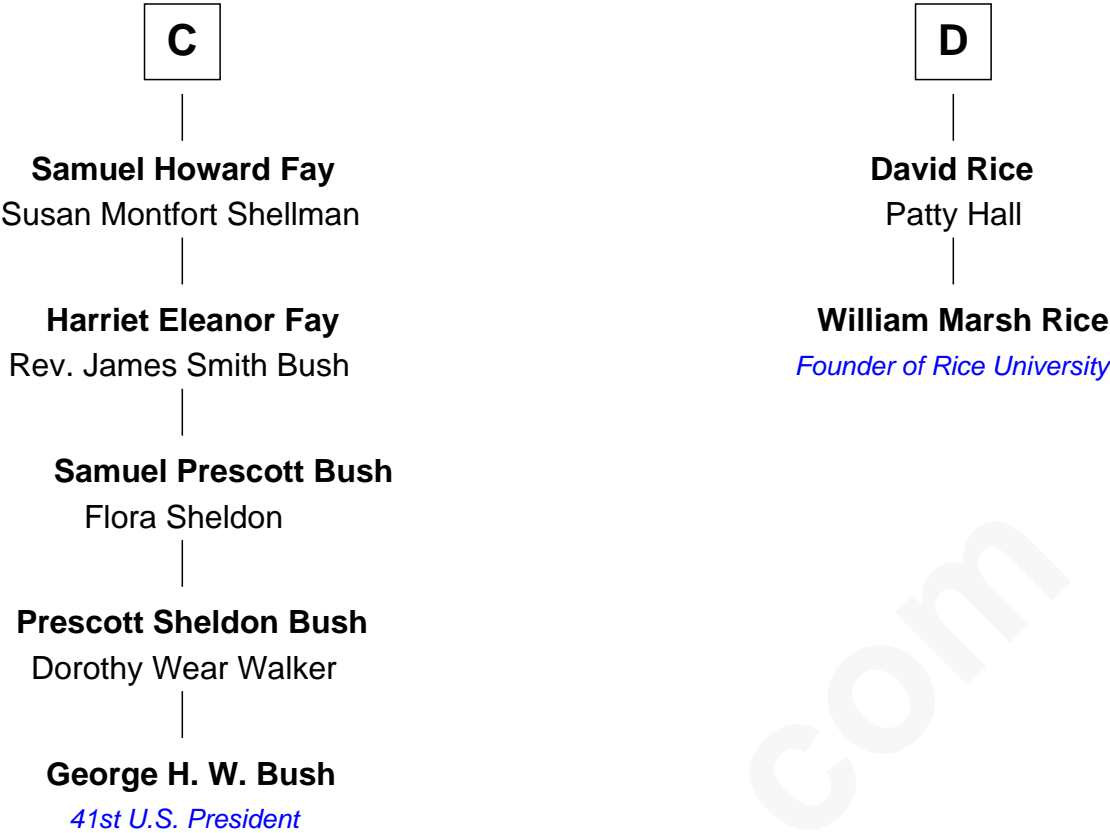 C
Samuel Howard Fay
Susan Montfort Shellman
Harriet Eleanor Fay
Rev. James Smith Bush
Samuel Prescott Bush
Flora Sheldon
Prescott Sheldon Bush
Dorothy Wear Walker
George H. W. Bush
41st U.S. President
D
David Rice
Patty Hall
William Marsh Rice
Founder of Rice University
com